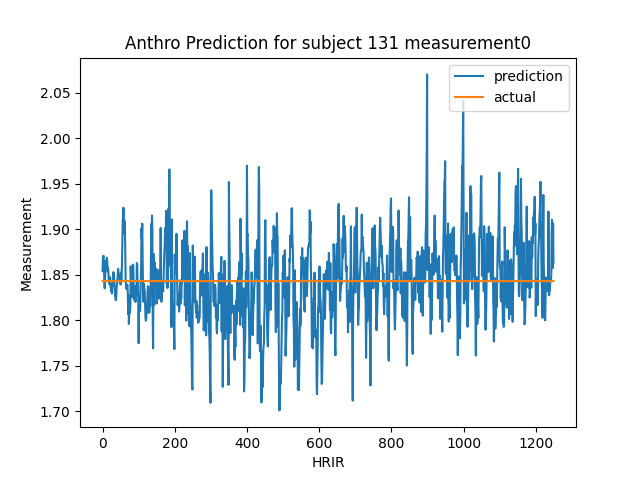 Anthro Prediction for subject 131 measurement0
prediction
actual
2.05
2.00
1.95
1.90
1.85
1.80
1.75
1.70
Measurement
0 200 400 600 800 1000 1200
HRIR